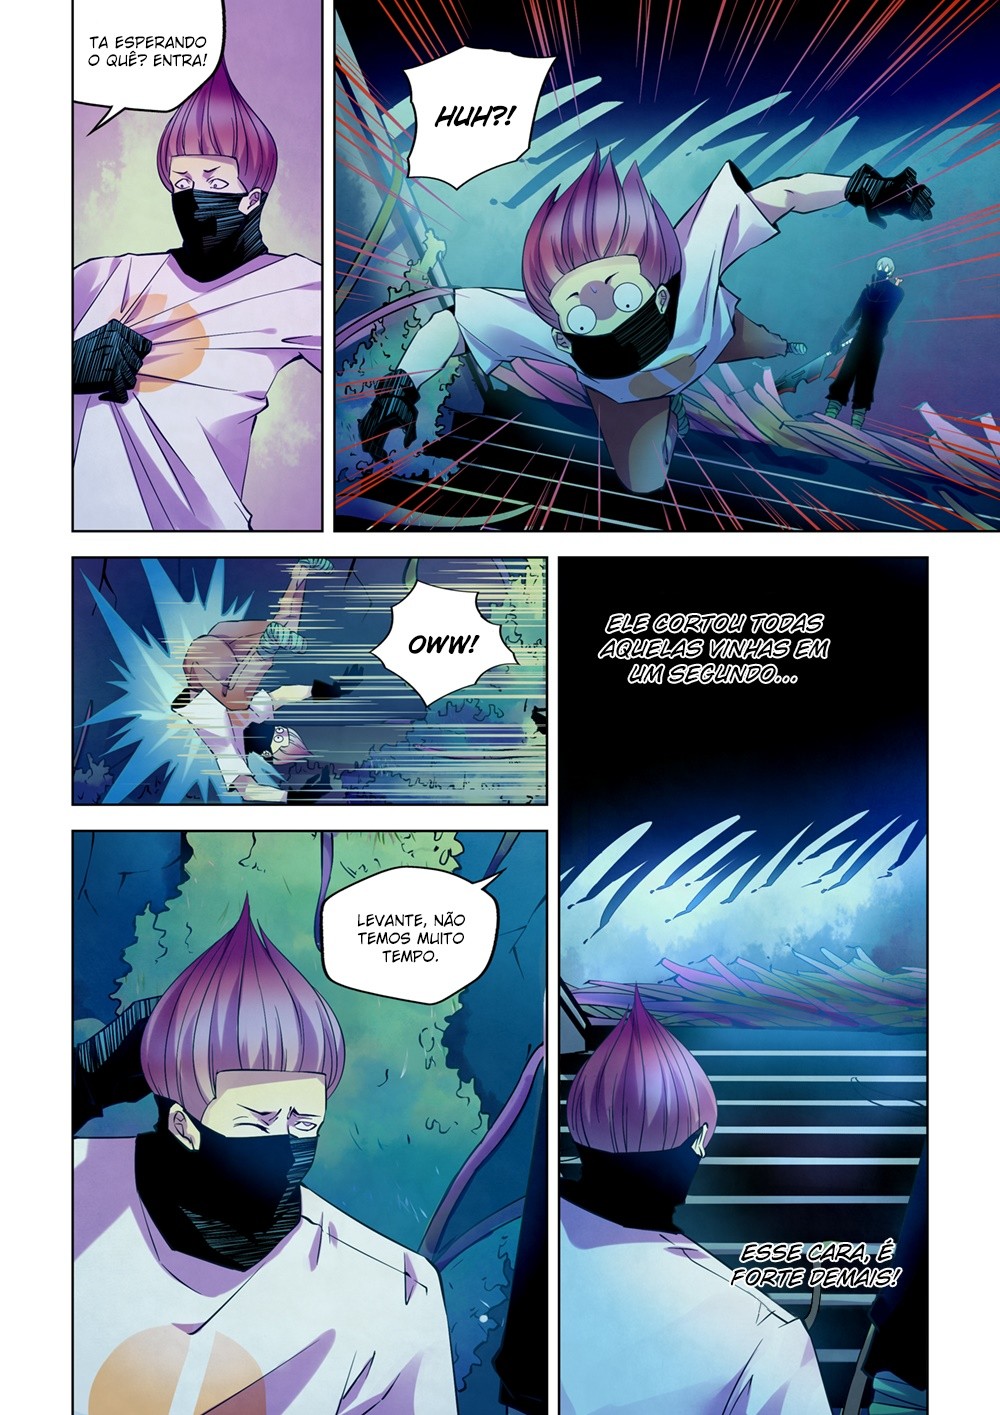 TA ESPERANDO
O QUÊ? ENTRA!
HUH?!
OWW!
ELE CORTOU TODAS
AQUELAS VINHAS EM
UM SEGUNDO...
LEVANTE, NÃO
TEMOS MUITO
TEMPO.
ESSE CARA, É
FORTE DEMAIS!